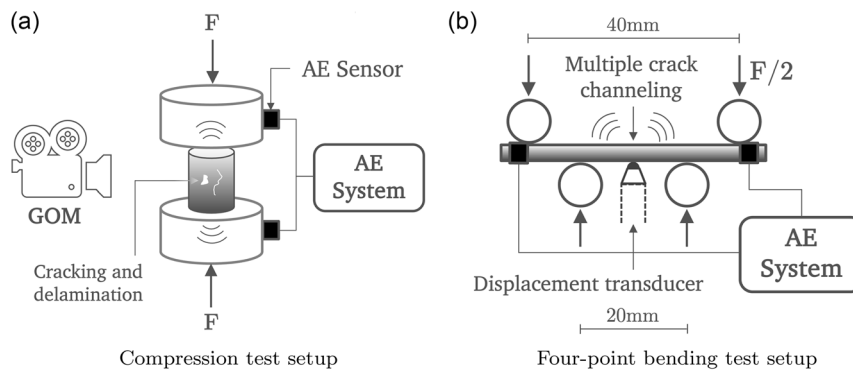 (a)
F
AE Sensor
GOM
AE
System
Cracking and
delamination
F
Compression test setup
(b)
40mm
Multiple crack
channeling
F/2
AE
System
Displacement transducer
20mm
Four-point bending test setup